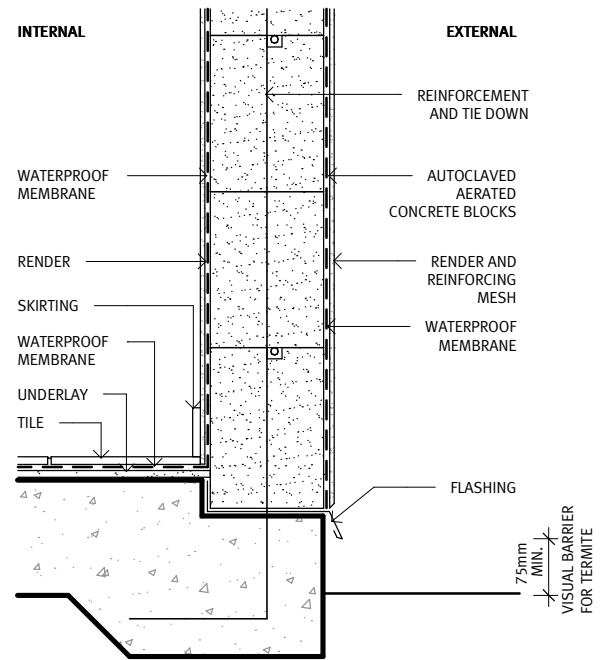 INTERNAL
EXTERNAL
REINFORCEMENT
AND TIE DOWN
WATERPROOF
MEMBRANE
AUTOCLAVED
AERATED
CONCRETE BLOCKS
RENDER
RENDER AND
REINFORCING
MESH
SKIRTING
WATERPROOF
MEMBRANE
WATERPROOF
MEMBRANE
UNDERLAY
TILE
FLASHING
75mm
MIN.
VISUAL BARRIER
FOR TERMITE